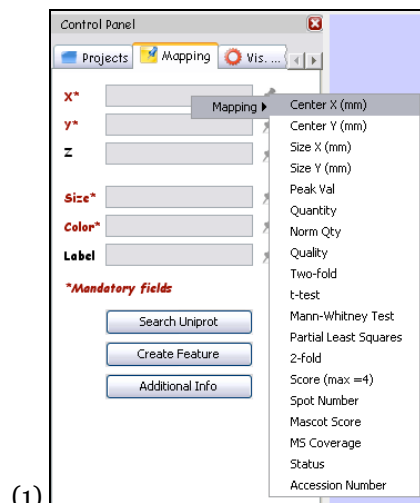 Control Panel
Projects Mapping Vis. ...
X*
Mapping Center X (mm)
Y* Center Y (mm)
Size X (mm)
Z
Size Y (mm)
Peak Val
Size* Quantity
Norm Qty
Color*
Quality
Label
Two-fold
*Mandatory fields t-test
Search Uniprot Mann-Whitney Test
Partial Least Squares
Create Feature 2-fold
Additional Info Score (max =4)
Spot Number
Mascot Score
MS Coverage
Status
(1) Accession Number